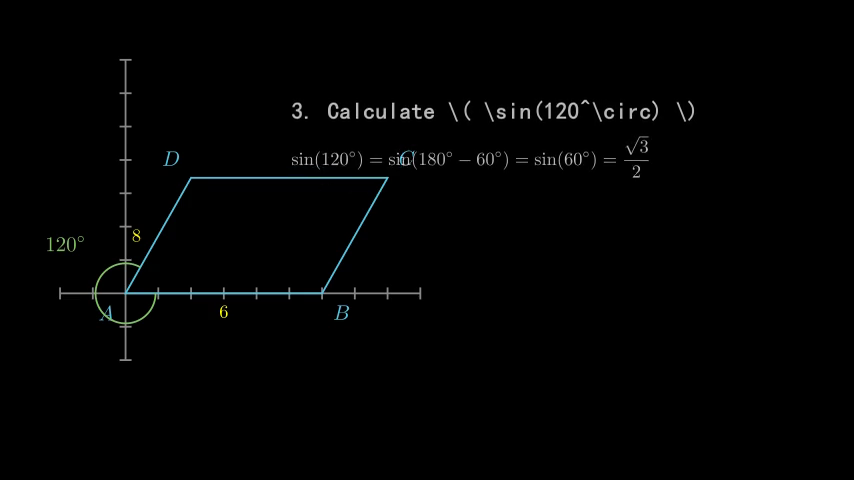 3. Calculate \( \sin(120^\circ) \)
sin(120°) = sin(180° − 60°) = sin(60°) = √3/2
D
C
8
120°
A
6
B